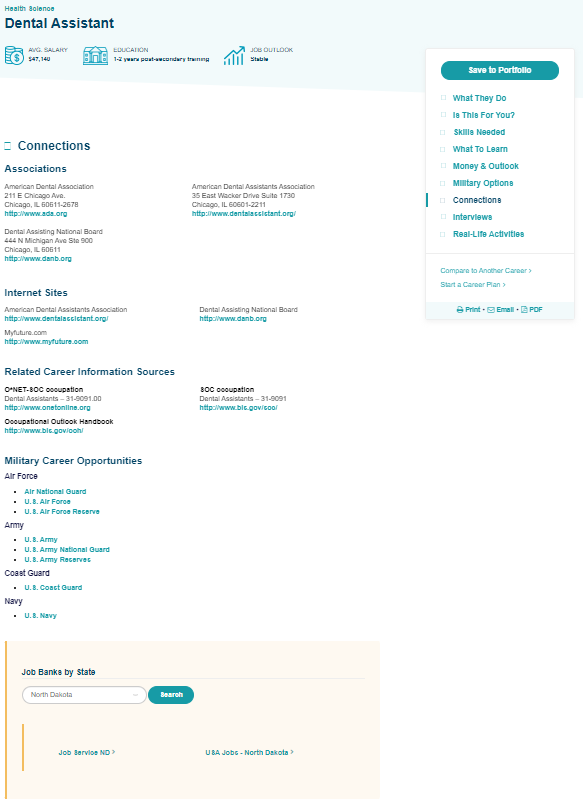 Health Science
Dental Assistant
AVG. SALARY
$47,140
EDUCATION
1-2 years post-secondary training
JOB OUTLOOK
Stable
Save to Portfolio
What They Do
Is This For You?
Skills Needed
What To Learn
Money & Outlook
Military Options
Connections
Interviews
Real-Life Activities
Compare to Another Career ›
Start a Career Plan ›
Print • Email • PDF
Connections
Associations
American Dental Association
211 E Chicago Ave.
Chicago, IL 60611-2678
http://www.ada.org
American Dental Assistants Association
35 East Wacker Drive Suite 1730
Chicago, IL 60601-2211
http://www.dentalassistant.org/
Dental Assisting National Board
444 N Michigan Ave Ste 900
Chicago, IL 60611
http://www.danb.org
Internet Sites
American Dental Assistants Association
http://www.dentalassistant.org/
Dental Assisting National Board
http://www.danb.org
Myfuture.com
http://www.myfuture.com
Related Career Information Sources
O*NET-SOC occupation
Dental Assistants – 31-9091.00
http://www.onetonline.org
SOC occupation
Dental Assistants – 31-9091
http://www.bls.gov/soc/
Occupational Outlook Handbook
http://www.bls.gov/ooh/
Military Career Opportunities
Air Force
• Air National Guard
• U.S. Air Force
• U.S. Air Force Reserve
Army
• U.S. Army
• U.S. Army National Guard
• U.S. Army Reserves
Coast Guard
• U.S. Coast Guard
Navy
• U.S. Navy
Job Banks by State
North Dakota
Search
Job Service ND ›
USA Jobs - North Dakota ›